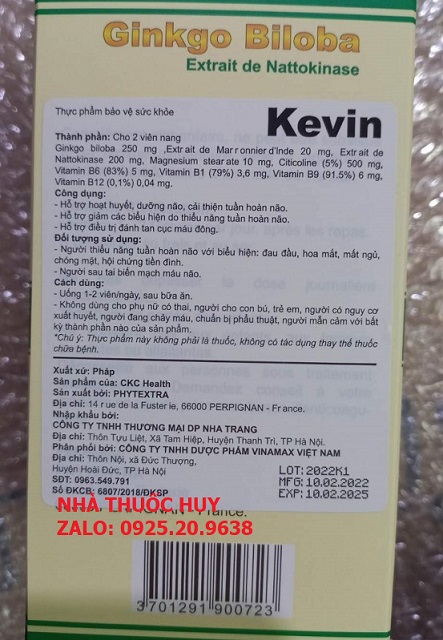 Ginkgo Biloba
Extrait de Nattokinase
Thực phẩm bảo vệ sức khỏe
Kevin
Thành phần: Cho 2 viên nang
Ginkgo biloba 250 mg ,Extrait de Marronnier d'Inde 20 mg, Extrait de
Nattokinase 200 mg, Magnesium stearate 10 mg, Citicoline (5%) 500 mg,
Vitamin B6 (83%) 5 mg, Vitamin B1 (79%) 3,6 mg, Vitamin B9 (91.5%) 6 mg,
Vitamin B12 (0,1%) 0,04 mg.
Công dụng:
- Hỗ trợ hoạt huyết, dưỡng não, cải thiện tuần hoàn não.
- Hỗ trợ giảm các biểu hiện do thiểu năng tuần hoàn não.
- Hỗ trợ điều trị đánh tan cục máu đông.
Đối tượng sử dụng:
- Người thiểu năng tuần hoàn não với biểu hiện: đau đầu, hoa mắt, mất ngủ,
chóng mặt, hội chứng tiền đình.
- Người sau tai biến mạch máu não.
Cách dùng:
- Uống 1-2 viên/ngày, sau bữa ăn.
- Không dùng cho phụ nữ có thai, người cho con bú, trẻ em, người có nguy cơ
xuất huyết, người đang chảy máu, chuẩn bị phẫu thuật, người mẫn cảm với bất
kỳ thành phần nào của sản phẩm.
*Chú ý: Thực phẩm này không phải là thuốc, không có tác dụng thay thế thuốc
chữa bệnh.
Xuất xứ: Pháp
Sản phẩm của: CKC Health
Sản xuất bởi: PHYTEXTRA
Địa chỉ: 14 rue de la Fusterie, 66000 PERPIGNAN - France.
Nhập khẩu bởi:
CÔNG TY TNHH THƯƠNG MẠI DP NHA TRANG
Địa chỉ: Thôn Tựu Liệt, Xã Tam Hiệp, Huyện Thanh Trì, TP Hà Nội.
Phân phối bởi: CÔNG TY TNHH DƯỢC PHẨM VINAMAX VIỆT NAM
Địa chỉ: Thôn Nội, xã Đức Thượng,
Huyện Hoài Đức, TP Hà Nội
SĐT: 0963.549.791
Số ĐKCB: 6807/2018/ĐKSP
LOT: 2022K1
MFG: 10.02.2022
EXP: 10.02.2025
NHÀ THUỐC HUY
ZALO: 0925.20.9638
France.
3701291900723